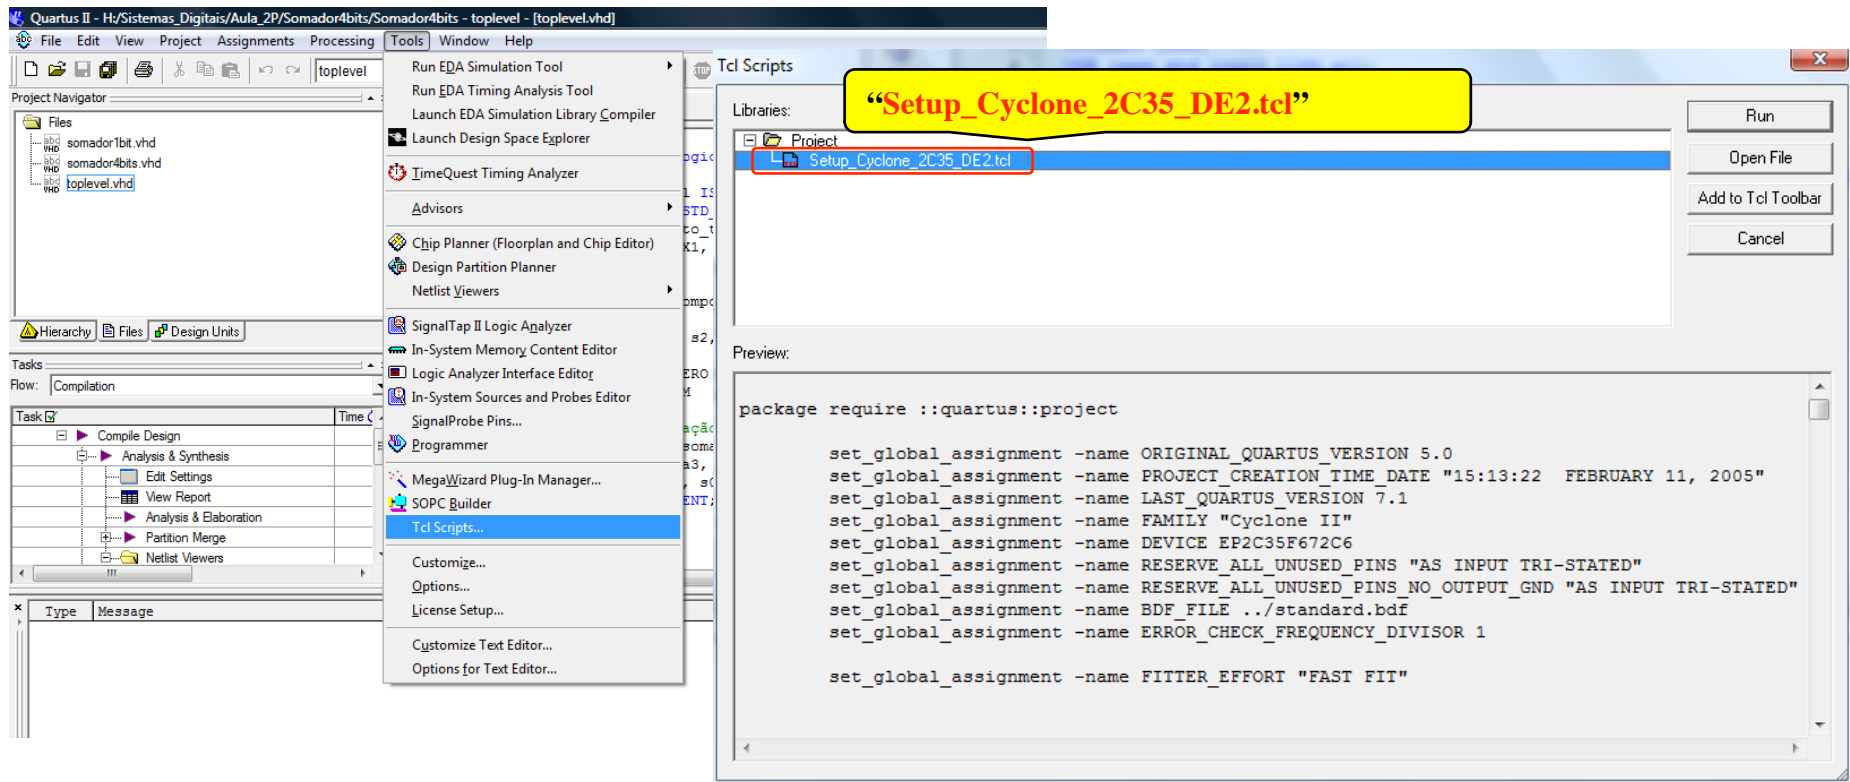 Quartus II - H:/Sistemas_Digitais/Aula_2P/Somador4bits/Somador4bits - toplevel - [toplevel.vhd]
File Edit View Project Assignments Processing Tools Window Help
toplevel
Project Navigator
Files
somador1bit.vhd
somador4bits.vhd
toplevel.vhd
Hierarchy Files Design Units
Tasks
Flow: Compilation
Task Time
Compile Design
Analysis & Synthesis
Edit Settings
View Report
Analysis & Elaboration
Partition Merge
Netlist Viewers
Type Message
Run EDA Simulation Tool
Run EDA Timing Analysis Tool
Launch EDA Simulation Library Compiler
Launch Design Space Explorer
TimeQuest Timing Analyzer
Advisors
Chip Planner (Floorplan and Chip Editor)
Design Partition Planner
Netlist Viewers
SignalTap II Logic Analyzer
In-System Memory Content Editor
Logic Analyzer Interface Editor
In-System Sources and Probes Editor
SignalProbe Pins...
Programmer
MegaWizard Plug-In Manager...
SOPC Builder
Tcl Scripts...
Customize...
Options...
License Setup...
Customize Text Editor...
Options for Text Editor...
STOP
Tcl Scripts
“Setup_Cyclone_2C35_DE2.tcl”
Libraries:
Project
Setup_Cyclone_2C35_DE2.tcl
Run
Open File
Add to Tcl Toolbar
Cancel
Preview:
package require ::quartus::project
set_global_assignment -name ORIGINAL_QUARTUS_VERSION 5.0
set_global_assignment -name PROJECT_CREATION_TIME_DATE "15:13:22 FEBRUARY 11, 2005"
set_global_assignment -name LAST_QUARTUS_VERSION 7.1
set_global_assignment -name FAMILY "Cyclone II"
set_global_assignment -name DEVICE EP2C35F672C6
set_global_assignment -name RESERVE_ALL_UNUSED_PINS "AS INPUT TRI-STATED"
set_global_assignment -name RESERVE_ALL_UNUSED_PINS_NO_OUTPUT_GND "AS INPUT TRI-STATED"
set_global_assignment -name BDF_FILE ../standard.bdf
set_global_assignment -name ERROR_CHECK_FREQUENCY_DIVISOR 1
set_global_assignment -name FITTER_EFFORT "FAST FIT"